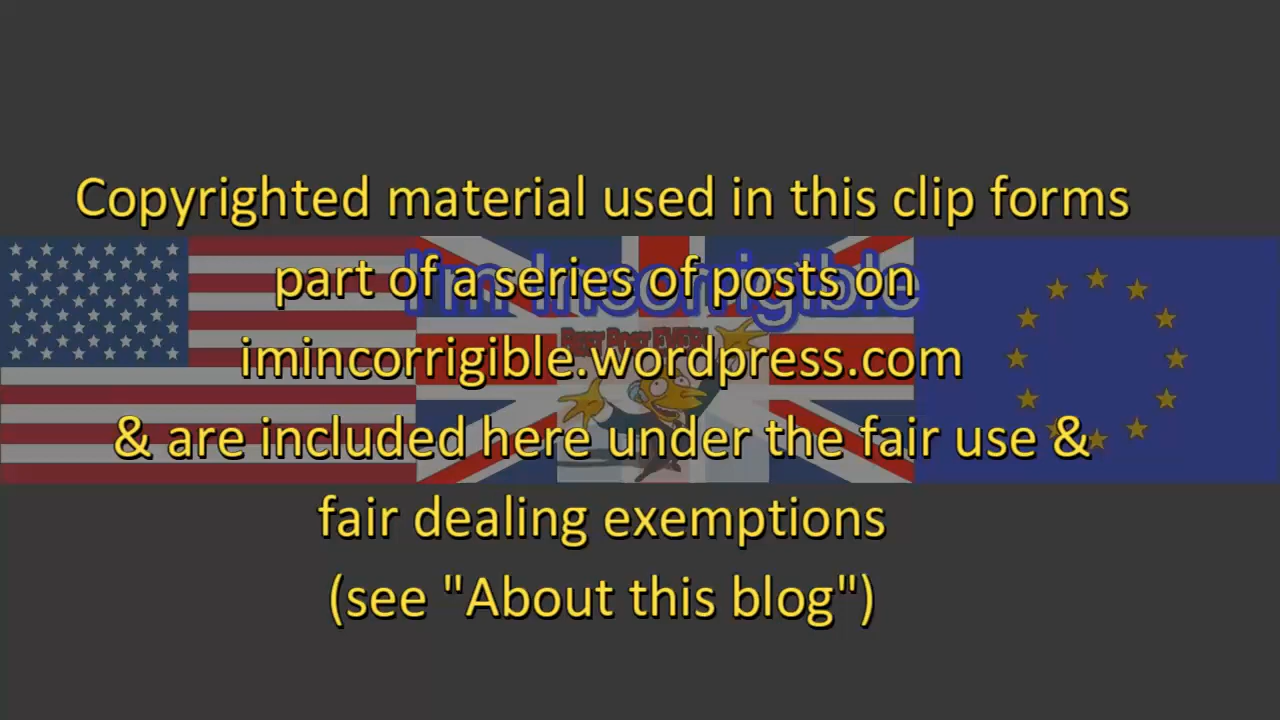 Copyrighted material used in this clip forms
part of a series of posts on
I'm Incorrigible
imincorrigible.wordpress.com
& are included here under the fair use &
fair dealing exemptions
(see "About this blog")